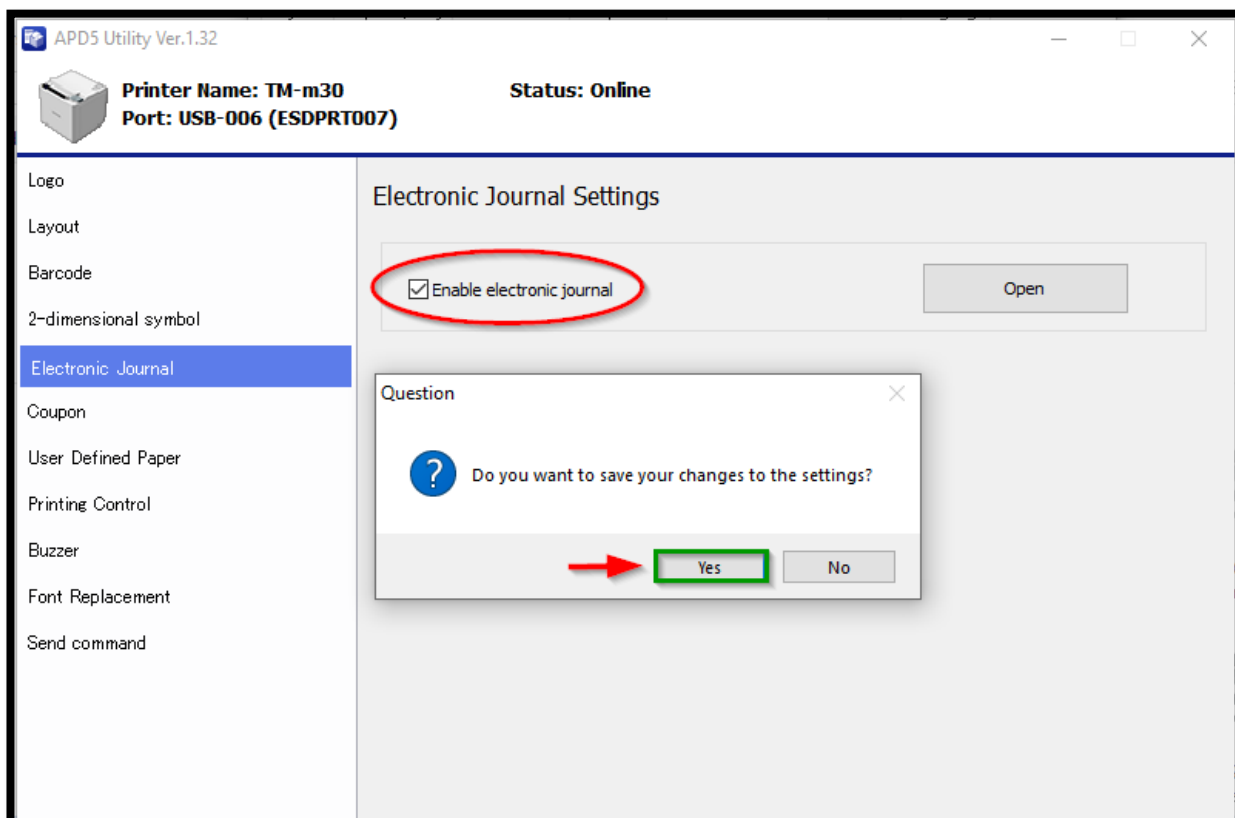 APD5 Utility Ver.1.32
Printer Name: TM-m30 Status: Online
Port: USB-006 (ESDPRT007)
Logo
Layout
Barcode
2-dimensional symbol
Electronic Journal
Coupon
User Defined Paper
Printing Control
Buzzer
Font Replacement
Send command
Electronic Journal Settings
Enable electronic journal
Open
Question
?
Do you want to save your changes to the settings?
Yes No